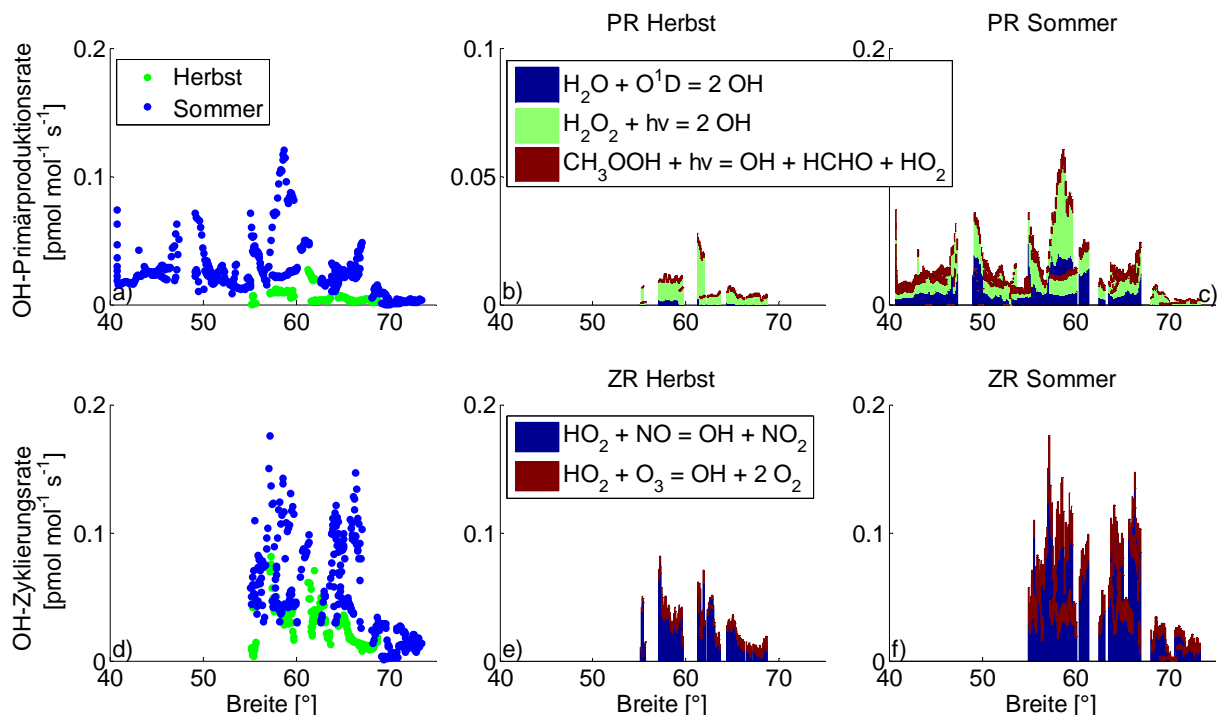 PR Herbst
PR Sommer
OH-Primärproduktionsrate
[pmol mol⁻¹ s⁻¹]
0.2
0.1
0
Herbst
Sommer
a)
40 50 60 70
0.1
0.05
0
H₂O + O¹D = 2 OH
H₂O₂ + hv = 2 OH
CH₃OOH + hv = OH + HCHO + HO₂
b)
40 50 60 70
0.2
0.1
0
c)
40 50 60 70
ZR Herbst
ZR Sommer
OH-Zyklierungsrate
[pmol mol⁻¹ s⁻¹]
0.2
0.1
0
d)
40 50 60 70
Breite [°]
0.2
0.1
0
HO₂ + NO = OH + NO₂
HO₂ + O₃ = OH + 2 O₂
e)
40 50 60 70
Breite [°]
0.2
0.1
0
f)
40 50 60 70
Breite [°]